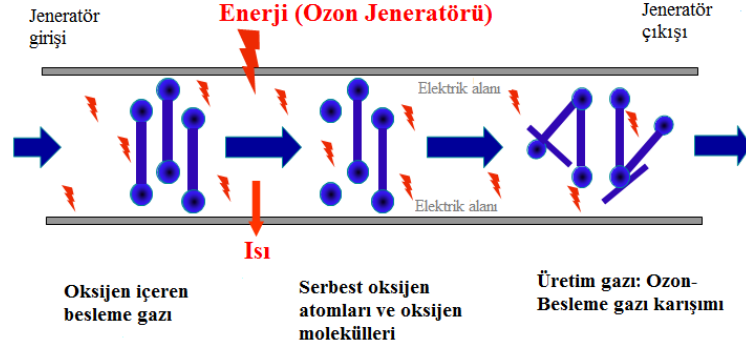 Jeneratör
girişi
Enerji (Ozon Jeneratörü)
Jeneratör
çıkışı
Elektrik alanı
Elektrik alanı
Isı
Oksijen içeren
besleme gazı
Serbest oksijen
atomları ve oksijen
molekülleri
Üretim gazı: Ozon-
Besleme gazı karışımı